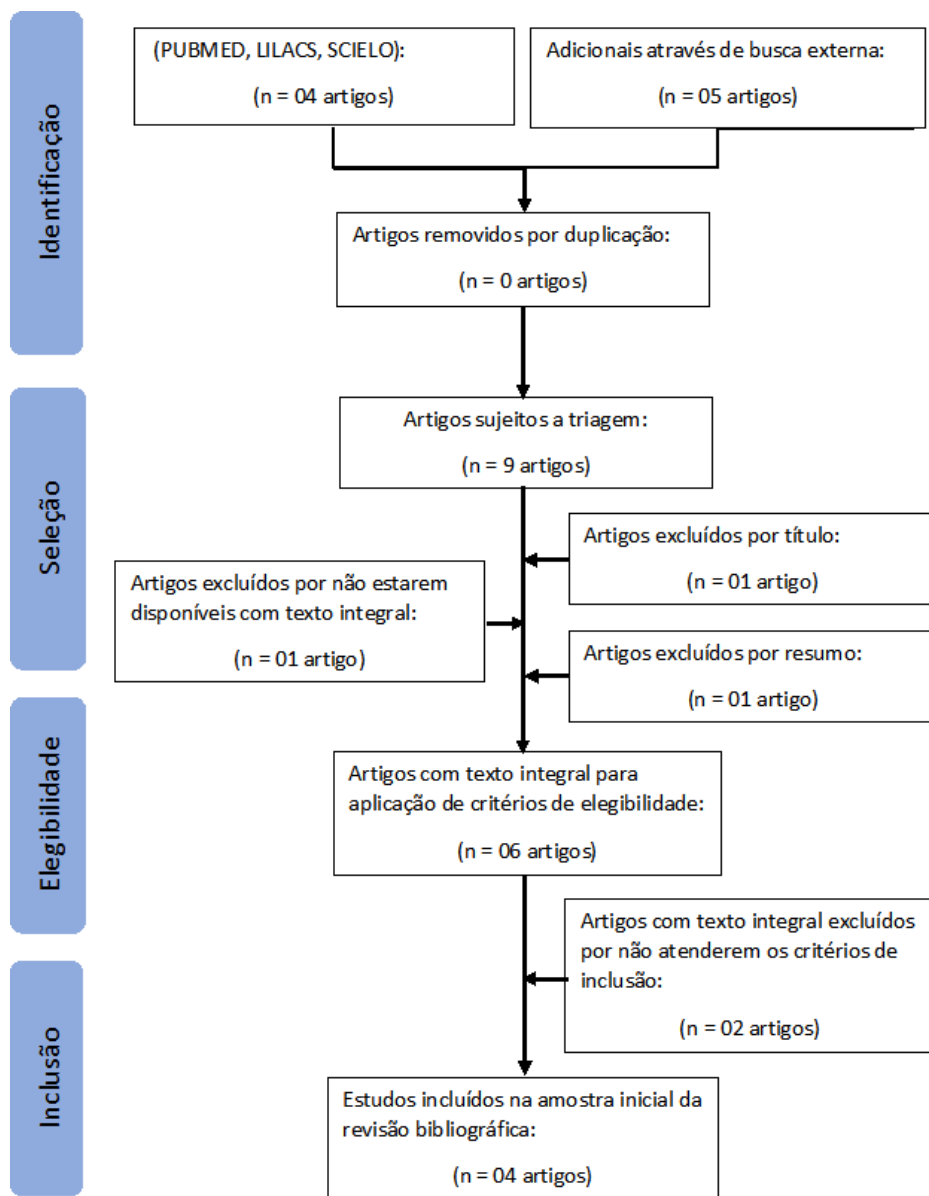 Identificação
(PUBMED, LILACS, SCIELO):
(n = 04 artigos)
Adicionais através de busca externa:
(n = 05 artigos)
Artigos removidos por duplicação:
(n = 0 artigos)
Seleção
Artigos sujeitos a triagem:
(n = 9 artigos)
Artigos excluídos por título:
(n = 01 artigo)
Artigos excluídos por não estarem
disponíveis com texto integral:
(n = 01 artigo)
Artigos excluídos por resumo:
(n = 01 artigo)
Elegibilidade
Artigos com texto integral para
aplicação de critérios de elegibilidade:
(n = 06 artigos)
Artigos com texto integral excluídos
por não atenderem os critérios de
inclusão:
(n = 02 artigos)
Inclusão
Estudos incluídos na amostra inicial da
revisão bibliográfica:
(n = 04 artigos)